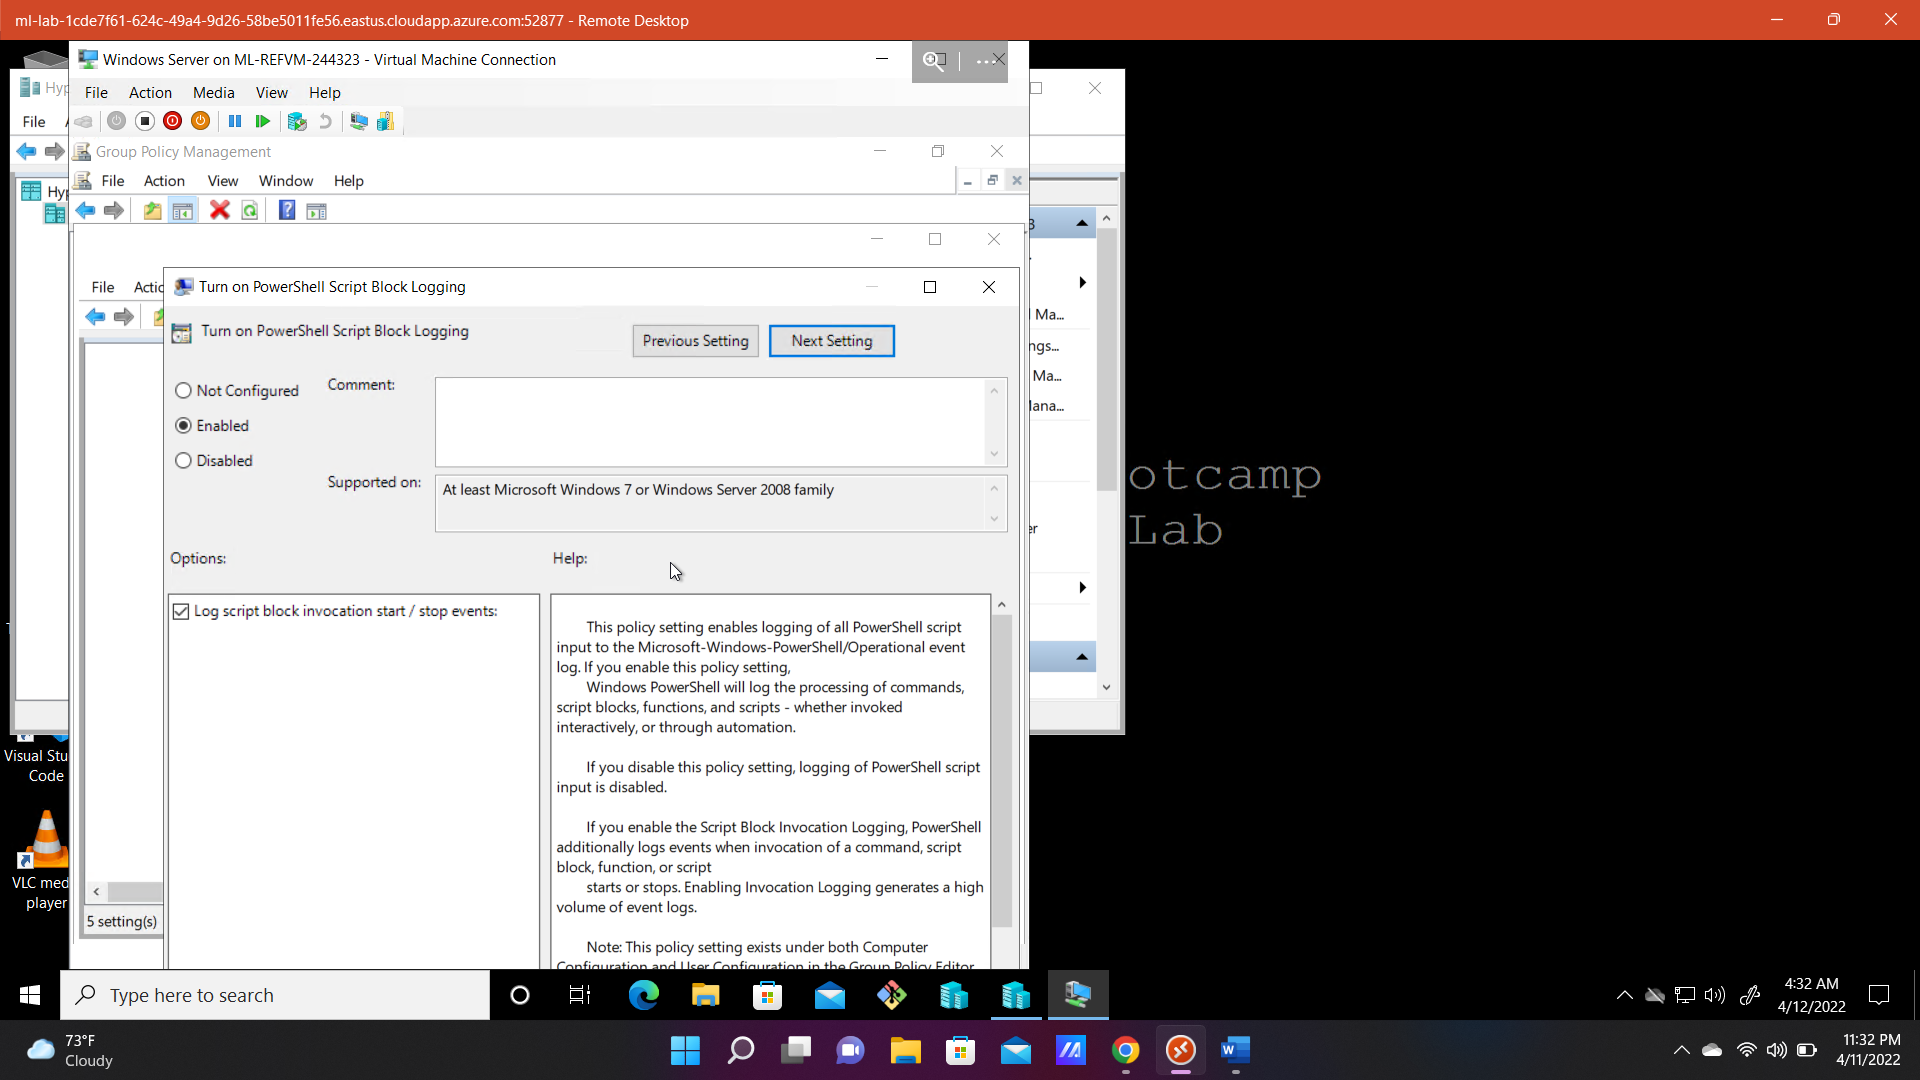 ml-lab-1cde7f61-624c-49a4-9d26-58be5011fe56.eastus.cloudapp.azure.com:52877 - Remote Desktop
Windows Server on ML-REFVM-244323 - Virtual Machine Connection
File Action Media View Help
Hyp
File
Group Policy Management
File Action View Window Help
Hyp
File Actio
Turn on PowerShell Script Block Logging
Turn on PowerShell Script Block Logging
Previous Setting
Next Setting
Not Configured
Enabled
Disabled
Comment:
Supported on:
At least Microsoft Windows 7 or Windows Server 2008 family
Options:
Help:
Log script block invocation start / stop events:
This policy setting enables logging of all PowerShell script
input to the Microsoft-Windows-PowerShell/Operational event
log. If you enable this policy setting,
Windows PowerShell will log the processing of commands,
script blocks, functions, and scripts - whether invoked
interactively, or through automation.
If you disable this policy setting, logging of PowerShell script
input is disabled.
If you enable the Script Block Invocation Logging, PowerShell
additionally logs events when invocation of a command, script
block, function, or script
starts or stops. Enabling Invocation Logging generates a high
volume of event logs.
Note: This policy setting exists under both Computer
Configuration and User Configuration in the Group Policy Editor
5 setting(s)
Ma...
ngs...
Ma...
lana...
er
otcamp
Lab
Visual Stu
Code
VLC med
player
Type here to search
4:32 AM
4/12/2022
73°F
Cloudy
11:32 PM
4/11/2022